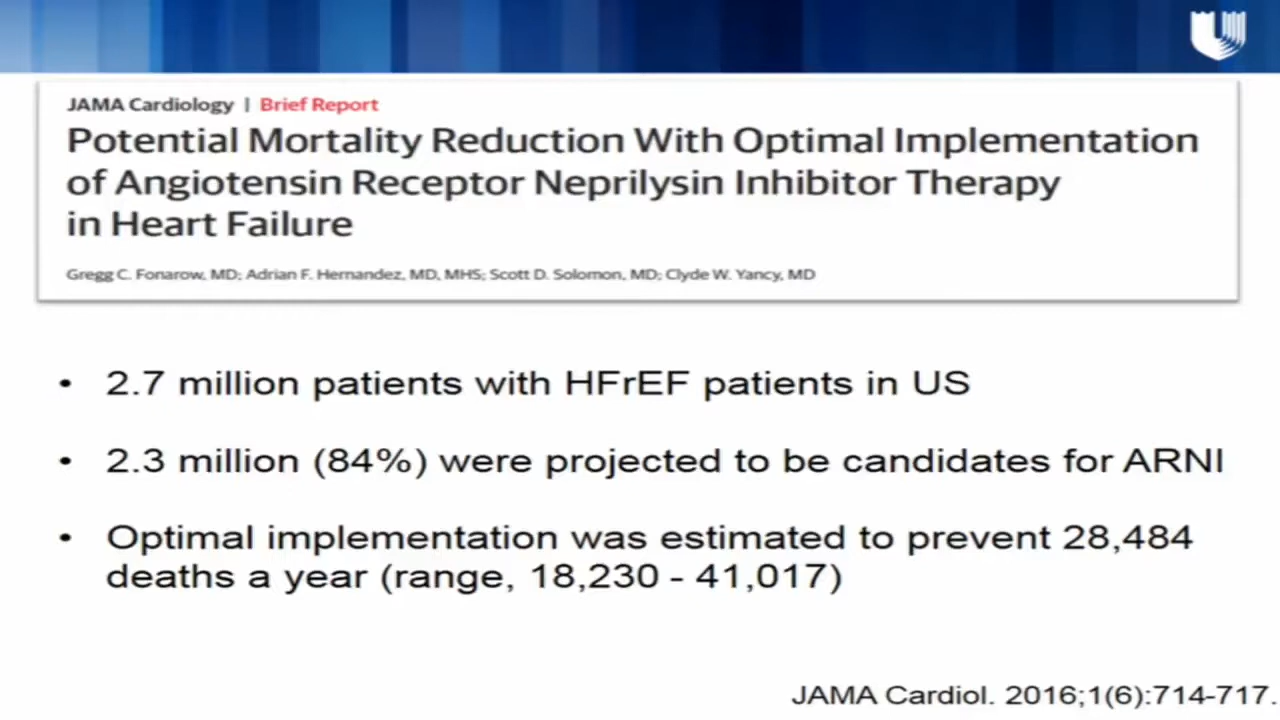 JAMA Cardiology | Brief Report
Potential Mortality Reduction With Optimal Implementation
of Angiotensin Receptor Neprilysin Inhibitor Therapy
in Heart Failure
Gregg C. Fonarow, MD; Adrian F. Hernandez, MD, MHS; Scott D. Solomon, MD; Clyde W. Yancy, MD
• 2.7 million patients with HFrEF patients in US
• 2.3 million (84%) were projected to be candidates for ARNI
• Optimal implementation was estimated to prevent 28,484
deaths a year (range, 18,230 - 41,017)
JAMA Cardiol. 2016;1(6):714-717.